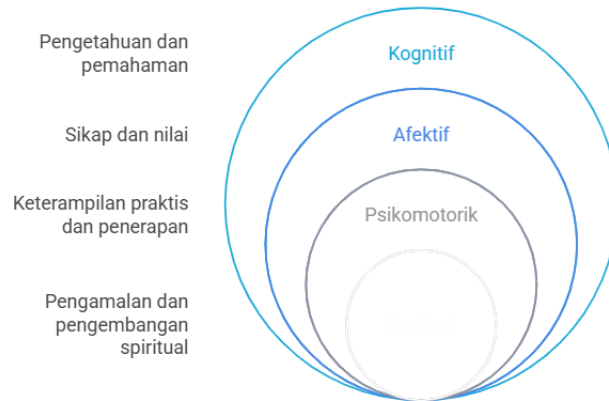 Pengetahuan dan
pemahaman
Kognitif
Sikap dan nilai
Afektif
Keterampilan praktis
dan penerapan
Psikomotorik
Pengamalan dan
pengembangan
spiritual